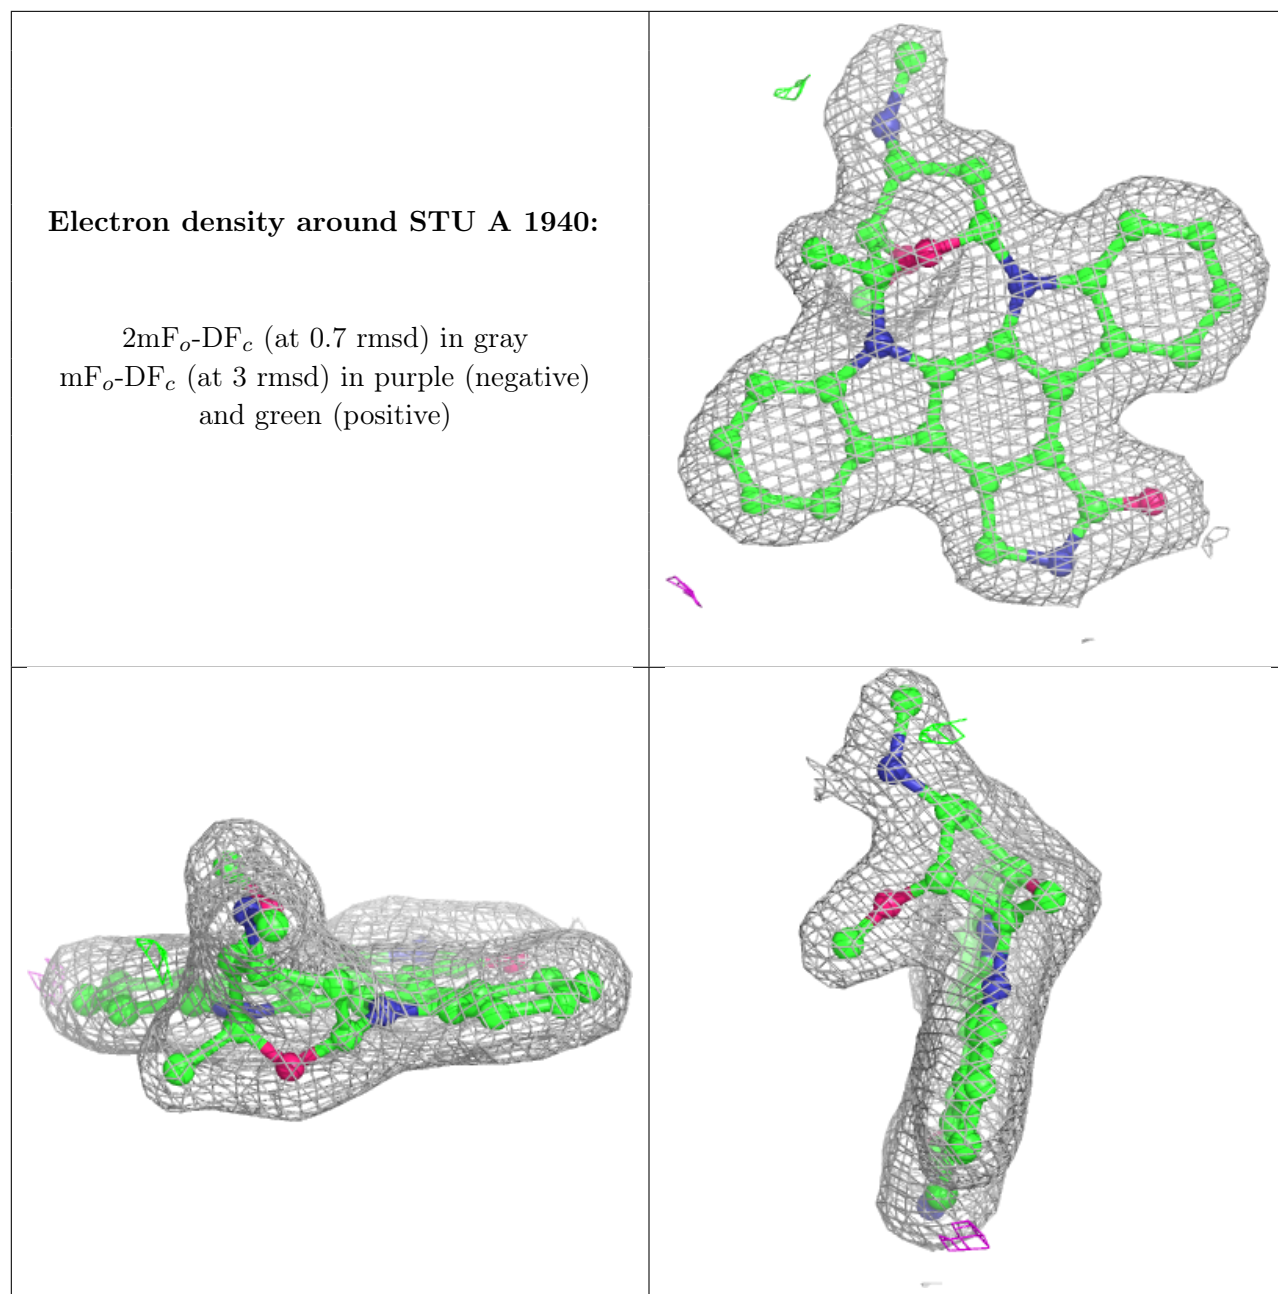 Electron density around STU A 1940:
2mFo-DFc (at 0.7 rmsd) in gray
mFo-DFc (at 3 rmsd) in purple (negative)
and green (positive)